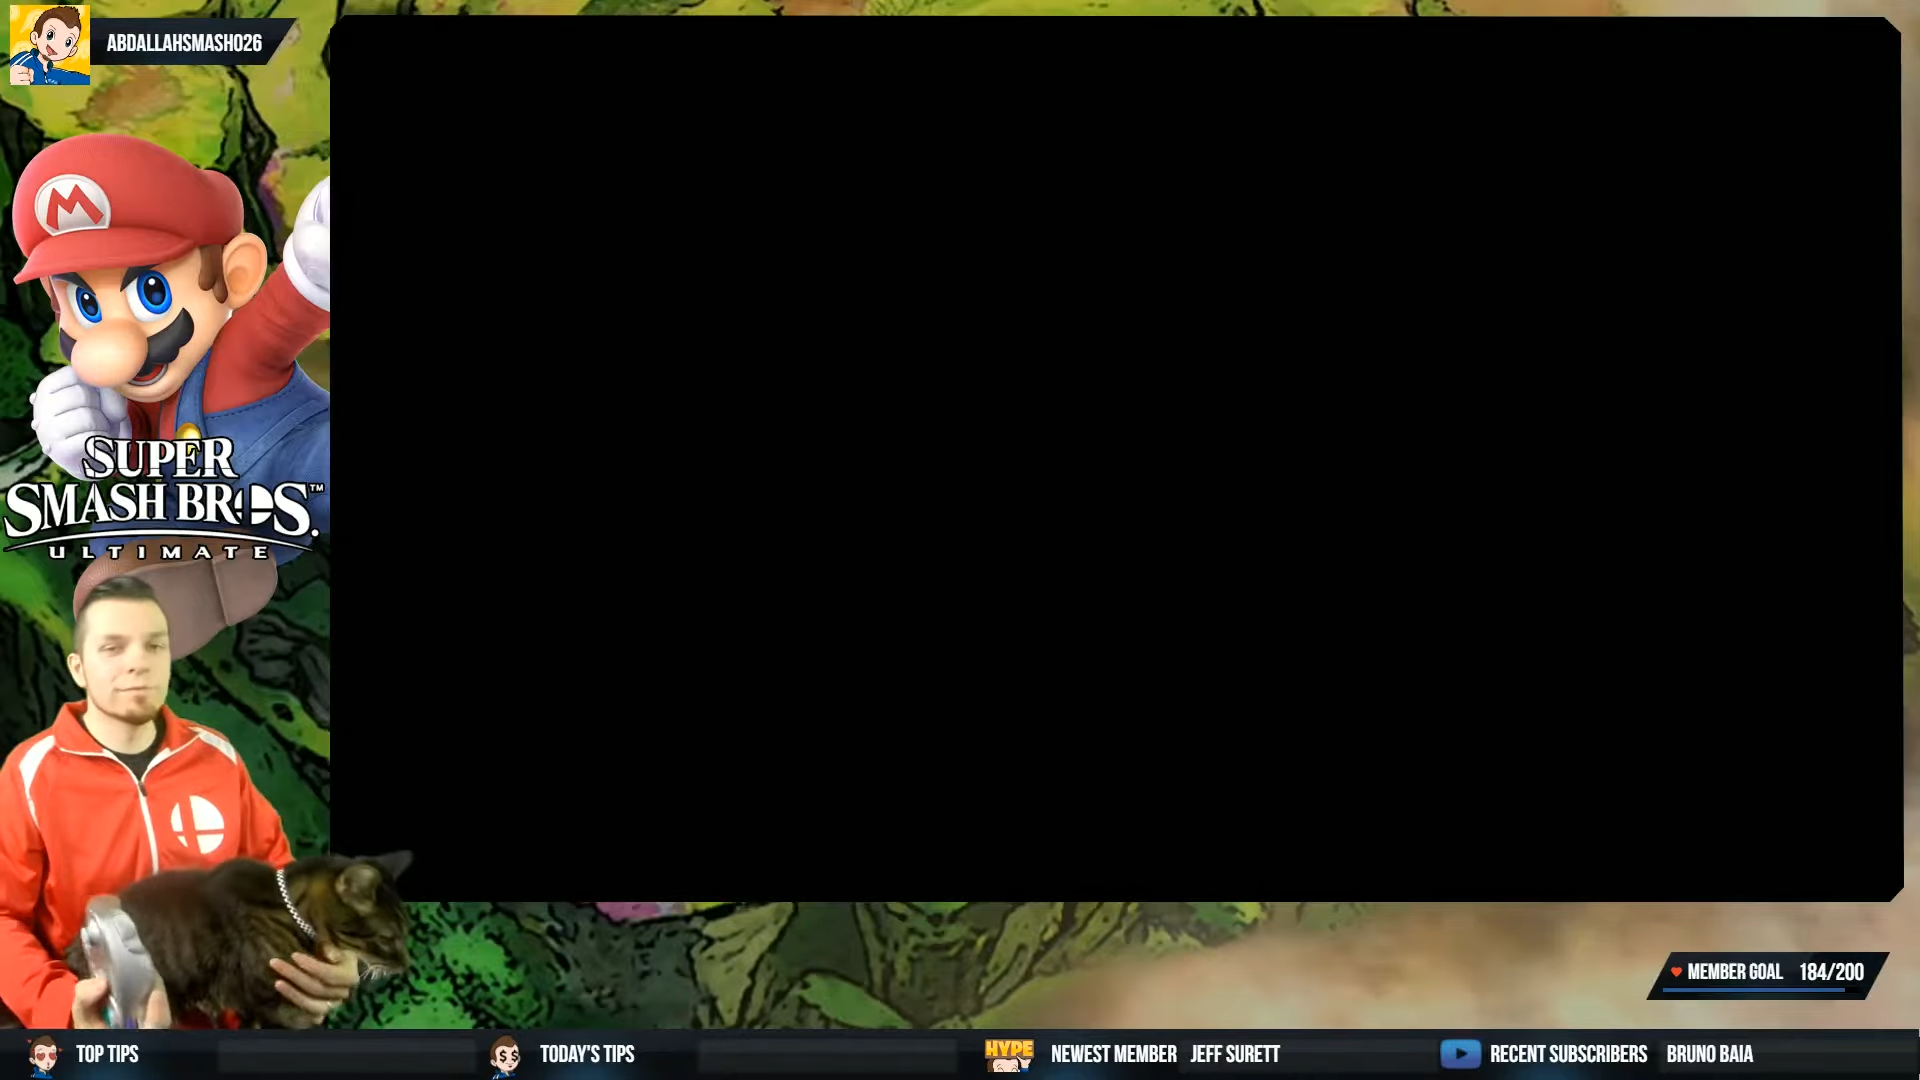 ABDALLAHSMASH026
M
SUPER
SMASH BROS.™
ULTIMATE
MEMBER GOAL 184/200
TOP TIPS
TODAY'S TIPS
HYPE
NEWEST MEMBER JEFF SURETT
RECENT SUBSCRIBERS BRUNO BAIA